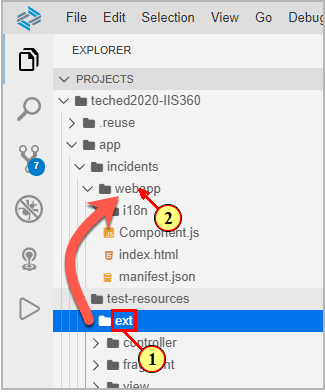 File Edit Selection View Go Debu
EXPLORER
PROJECTS
teched2020-IIS360
.reuse
app
incidents
webapp
2
i18n
Component.js
7
index.html
manifest.json
test-resources
ext
1
controller
fragment
view